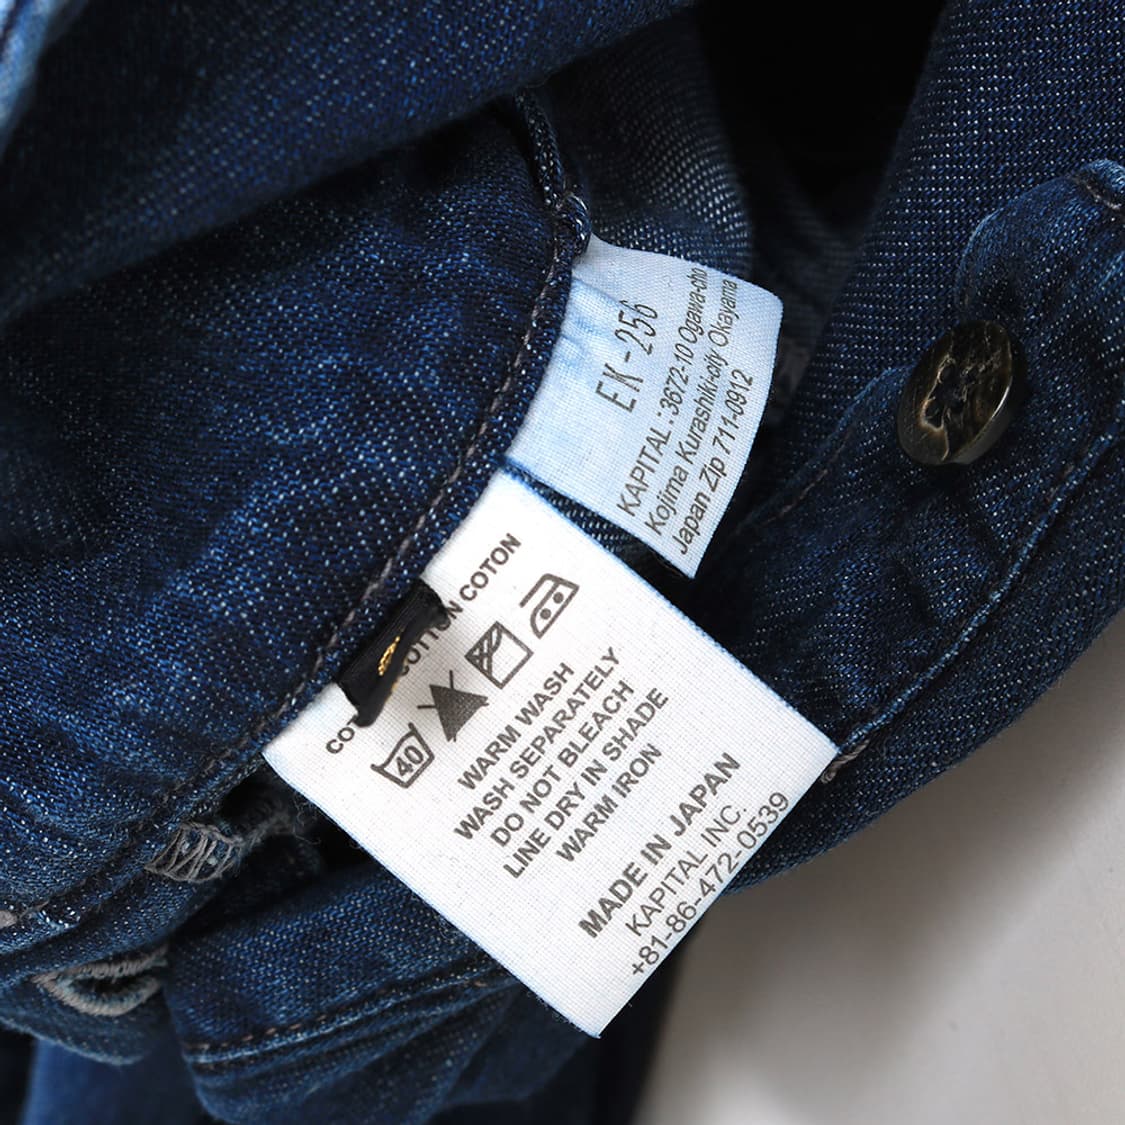 EK-256
KAPITAL : 3672-10 Ogawa-cho
Kojima Kurashiki-city Okayama
Japan Zip 711-0912
COTTON COTON
40
WARM WASH
WASH SEPARATELY
DO NOT BLEACH
LINE DRY IN SHADE
WARM IRON
MADE IN JAPAN
KAPITAL INC.
+81-86-472-0539